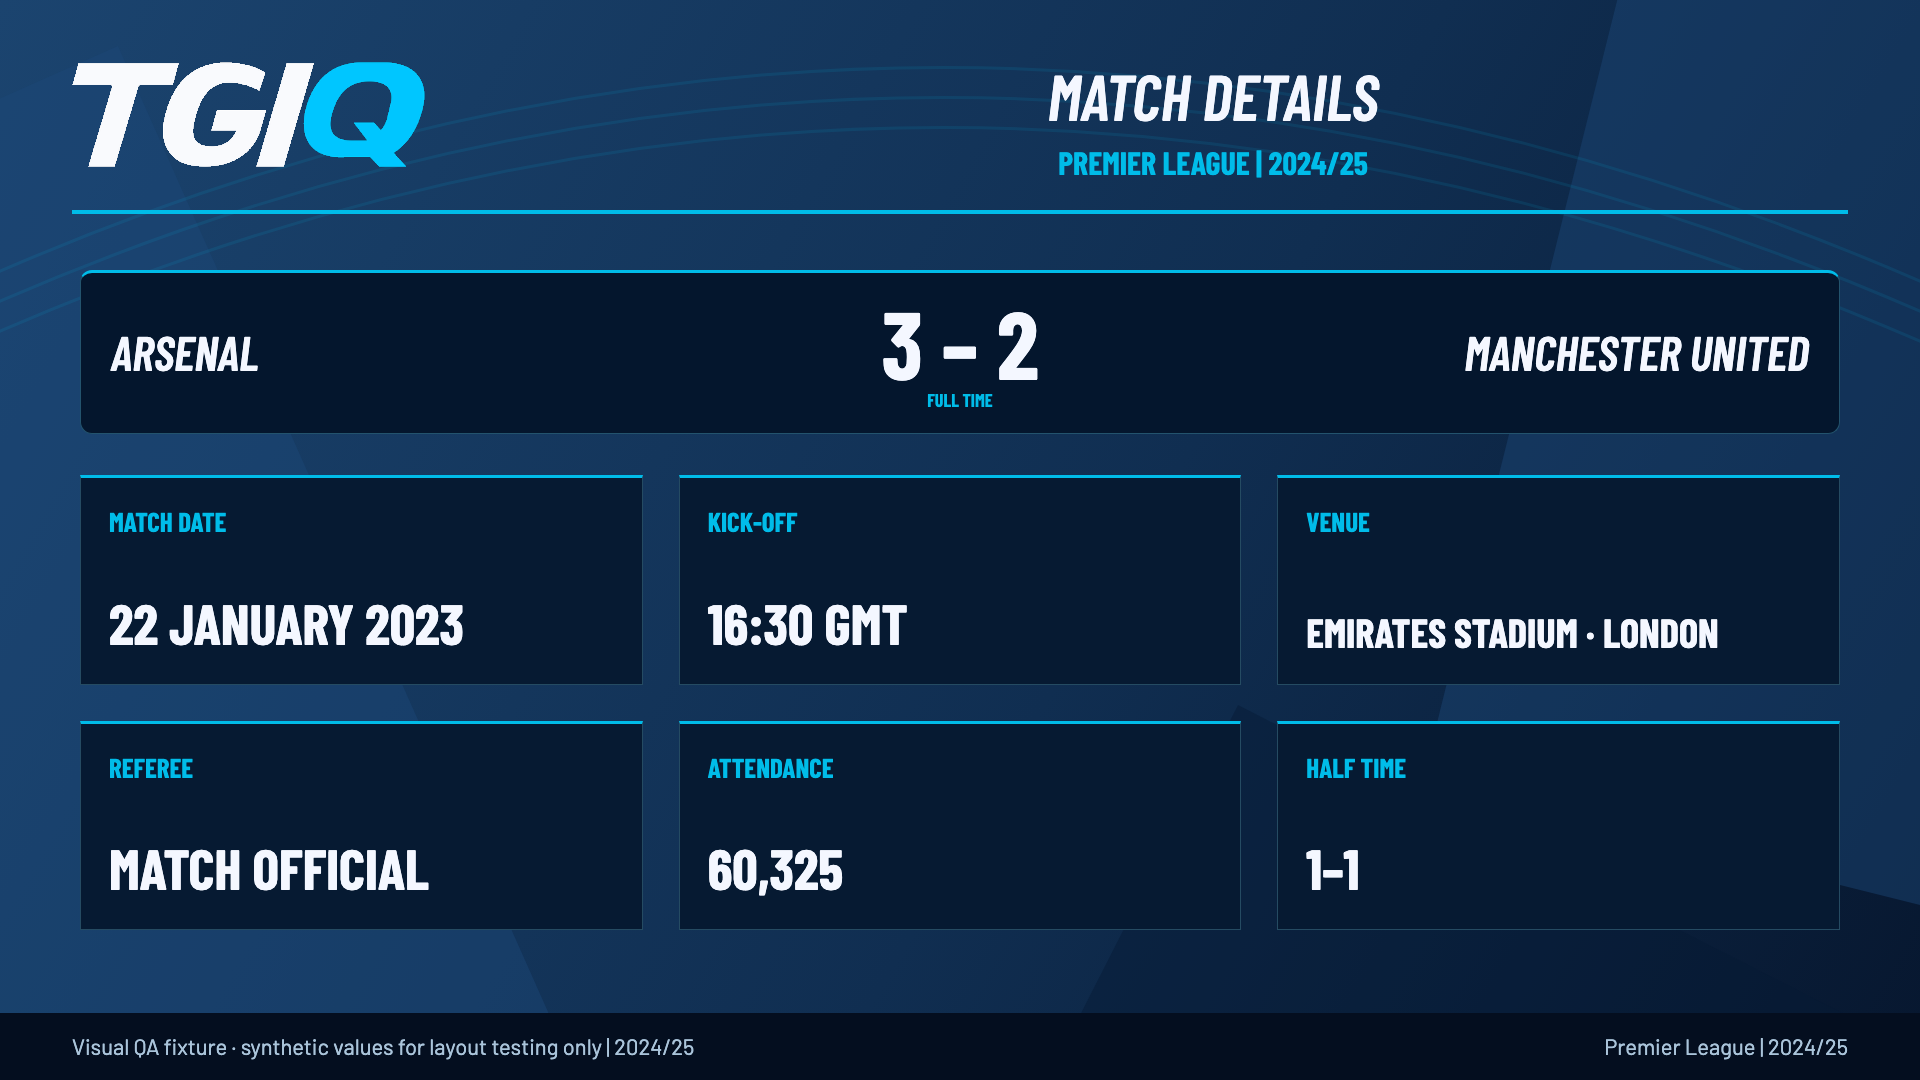 TGIQ
MATCH DETAILS
PREMIER LEAGUE | 2024/25
ARSENAL
3 – 2
FULL TIME
MANCHESTER UNITED
MATCH DATE
22 JANUARY 2023
KICK-OFF
16:30 GMT
VENUE
EMIRATES STADIUM · LONDON
REFEREE
MATCH OFFICIAL
ATTENDANCE
60,325
HALF TIME
1–1
Visual QA fixture · synthetic values for layout testing only | 2024/25
Premier League | 2024/25